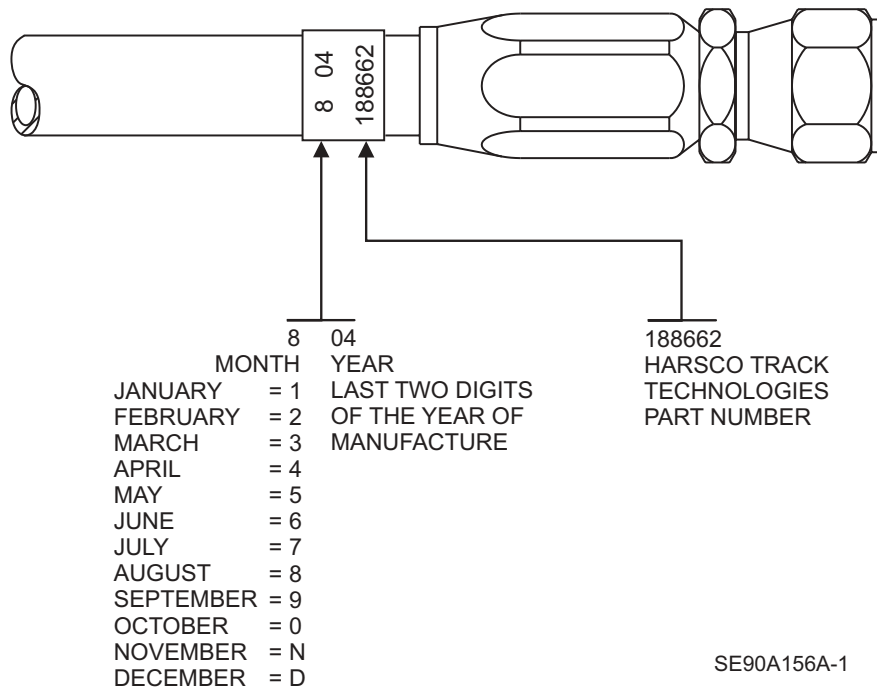 8 04
188662
8 04
MONTH YEAR
JANUARY = 1 LAST TWO DIGITS
FEBRUARY = 2 OF THE YEAR OF
MARCH = 3 MANUFACTURE
APRIL = 4
MAY = 5
JUNE = 6
JULY = 7
AUGUST = 8
SEPTEMBER = 9
OCTOBER = 0
NOVEMBER = N
DECEMBER = D
188662
HARSCO TRACK
TECHNOLOGIES
PART NUMBER
SE90A156A-1